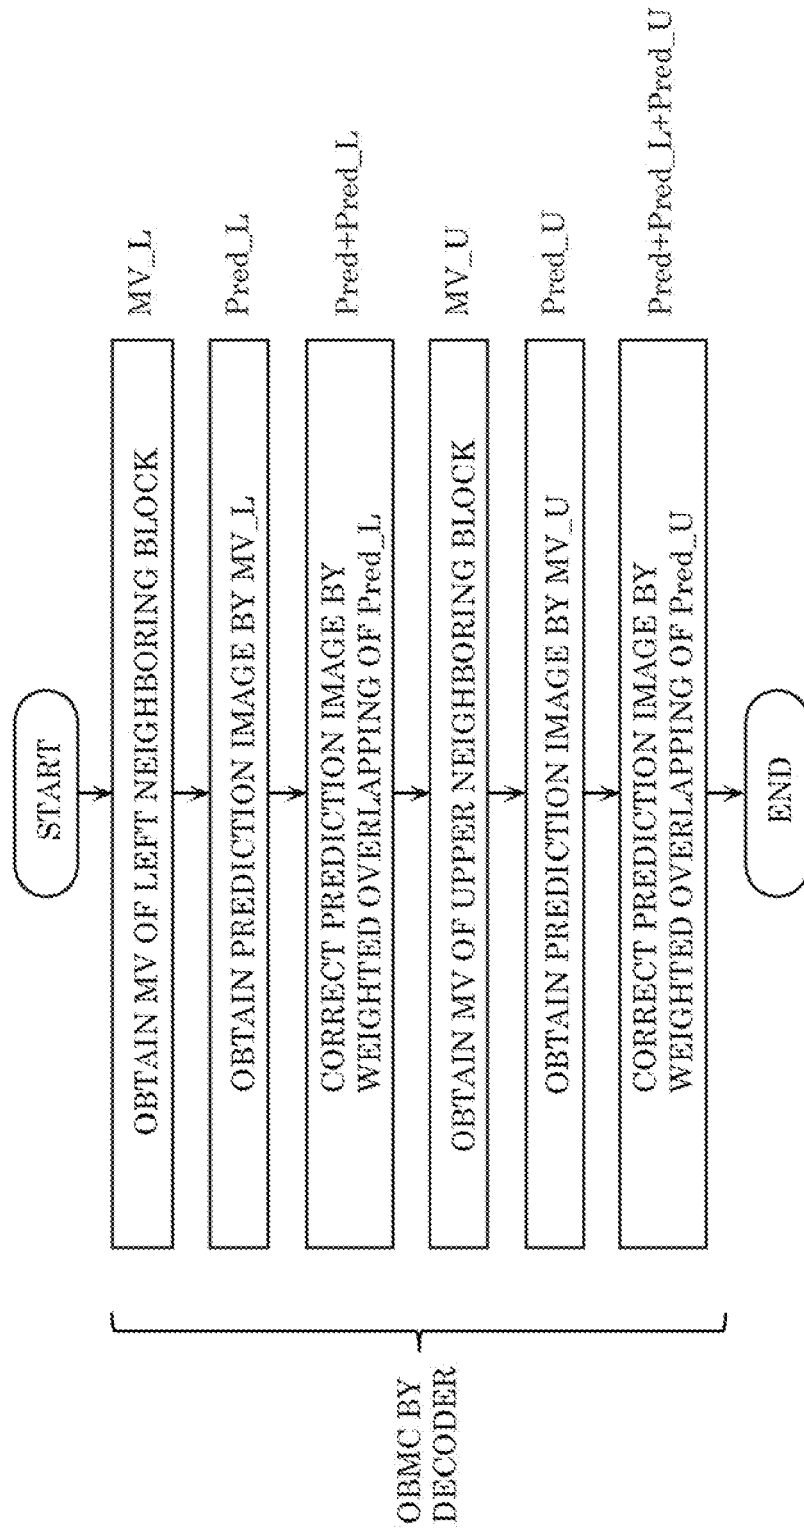 START
OBTAIN MV OF LEFT NEIGHBORING BLOCK
MV_L
OBTAIN PREDICTION IMAGE BY MV_L
Pred_L
CORRECT PREDICTION IMAGE BY
WEIGHTED OVERLAPPING OF Pred_L
Pred+Pred_L
OBTAIN MV OF UPPER NEIGHBORING BLOCK
MV_U
OBTAIN PREDICTION IMAGE BY MV_U
Pred_U
CORRECT PREDICTION IMAGE BY
WEIGHTED OVERLAPPING OF Pred_U
Pred+Pred_L+Pred_U
END
OBMC BY
DECODER